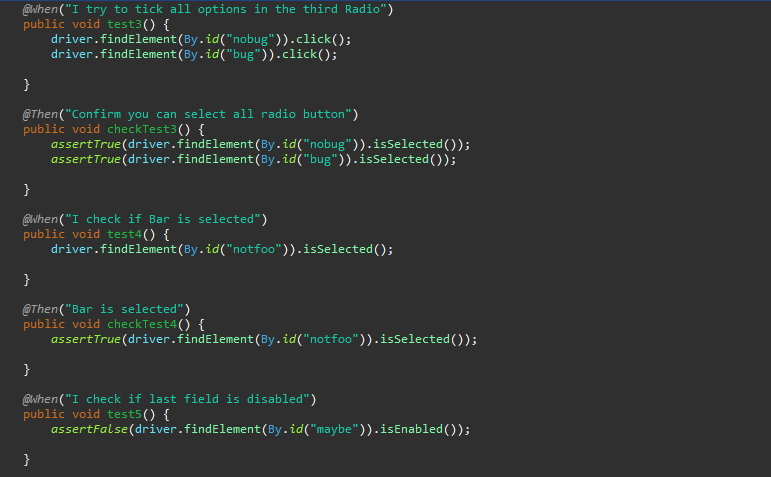 @When("I try to tick all options in the third Radio")
public void test3() {
driver.findElement(By.id("nobug")).click();
driver.findElement(By.id("bug")).click();
}
@Then("Confirm you can select all radio button")
public void checkTest3() {
assertTrue(driver.findElement(By.id("nobug")).isSelected());
assertTrue(driver.findElement(By.id("bug")).isSelected());
}
@When("I check if Bar is selected")
public void test4() {
driver.findElement(By.id("notfoo")).isSelected();
}
@Then("Bar is selected")
public void checkTest4() {
assertTrue(driver.findElement(By.id("notfoo")).isSelected());
}
@When("I check if last field is disabled")
public void test5() {
assertFalse(driver.findElement(By.id("maybe")).isEnabled());
}